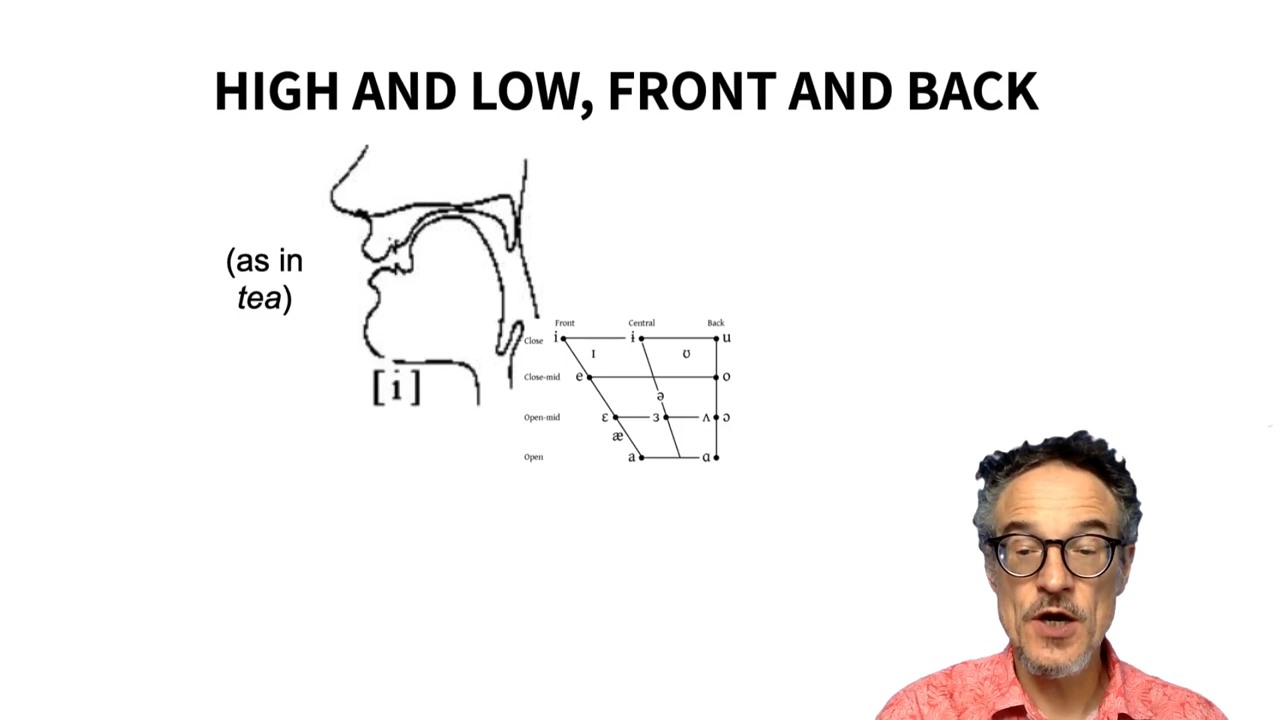 HIGH AND LOW, FRONT AND BACK
(as in
tea)
[i]
Front Central Back
Close i ɨ u
ɪ ʊ
Close-mid e o
ə
Open-mid ɛ ɜ ʌ ɔ
æ
Open a ɑ